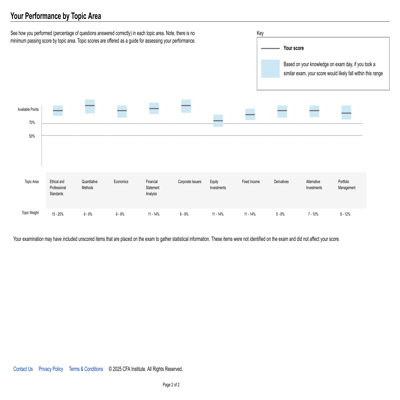 Your Performance by Topic Area
See how you performed (percentage of questions answered correctly) in each topic area. Note, there is no
minimum passing score by topic area. Topic scores are offered as a guide for assessing your performance.
Key
Your score
Based on your knowledge on exam day, if you took a
similar exam, your score would likely fall within this range
Available Points
70%
50%
Topic Area
Ethical and Professional Standards
Quantitative Methods
Economics
Financial Statement Analysis
Corporate Issuers
Equity Investments
Fixed Income
Derivatives
Alternative Investments
Portfolio Management
Topic Weight
15 - 20%
6 - 9%
6 - 9%
11 - 14%
6 - 9%
11 - 14%
11 - 14%
5 - 8%
7 - 10%
8 - 12%
Your examination may have included unscored items that are placed on the exam to gather statistical information. These items were not identified on the exam and did not affect your score.
Contact Us Privacy Policy Terms & Conditions © 2025 CFA Institute. All Rights Reserved.
Page 2 of 2